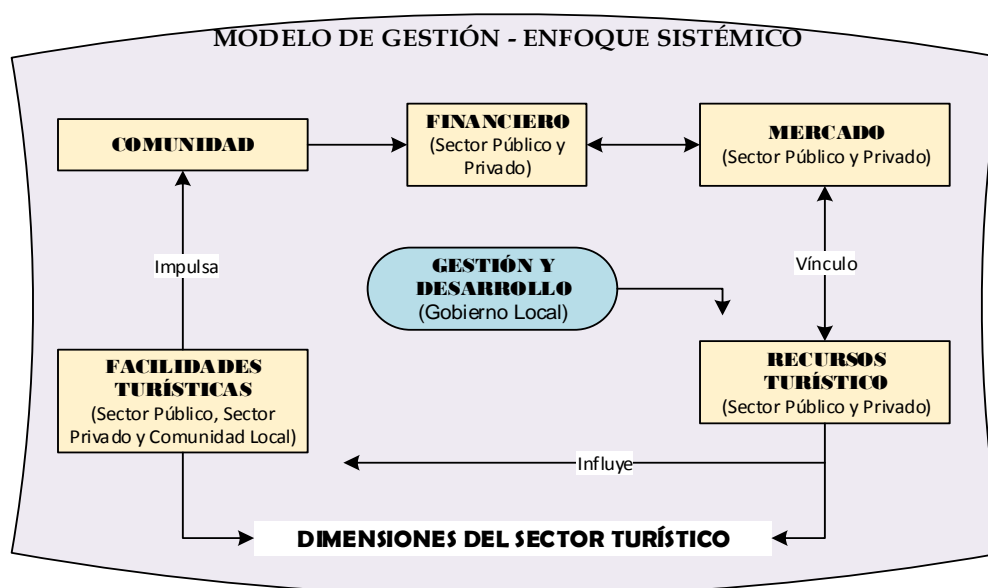 MODELO DE GESTIÓN - ENFOQUE SISTÉMICO
COMUNIDAD
FINANCIERO
(Sector Público y
Privado)
MERCADO
(Sector Público y Privado)
Impulsa
GESTIÓN Y
DESARROLLO
(Gobierno Local)
Vínculo
FACILIDADES
TURÍSTICAS
(Sector Público, Sector
Privado y Comunidad Local)
RECURSOS
TURÍSTICO
(Sector Público y Privado)
Influye
DIMENSIONES DEL SECTOR TURÍSTICO